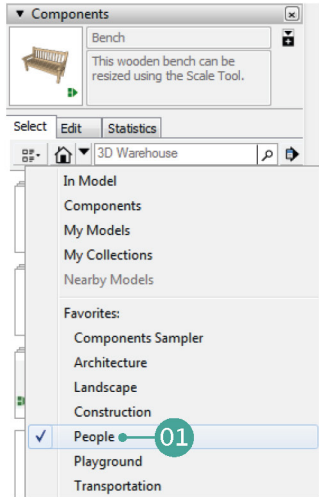 Components
Bench
This wooden bench can be
resized using the Scale Tool.
Select Edit Statistics
3D Warehouse
In Model
Components
My Models
My Collections
Nearby Models
Favorites:
Components Sampler
Architecture
Landscape
Construction
People 01
Playground
Transportation